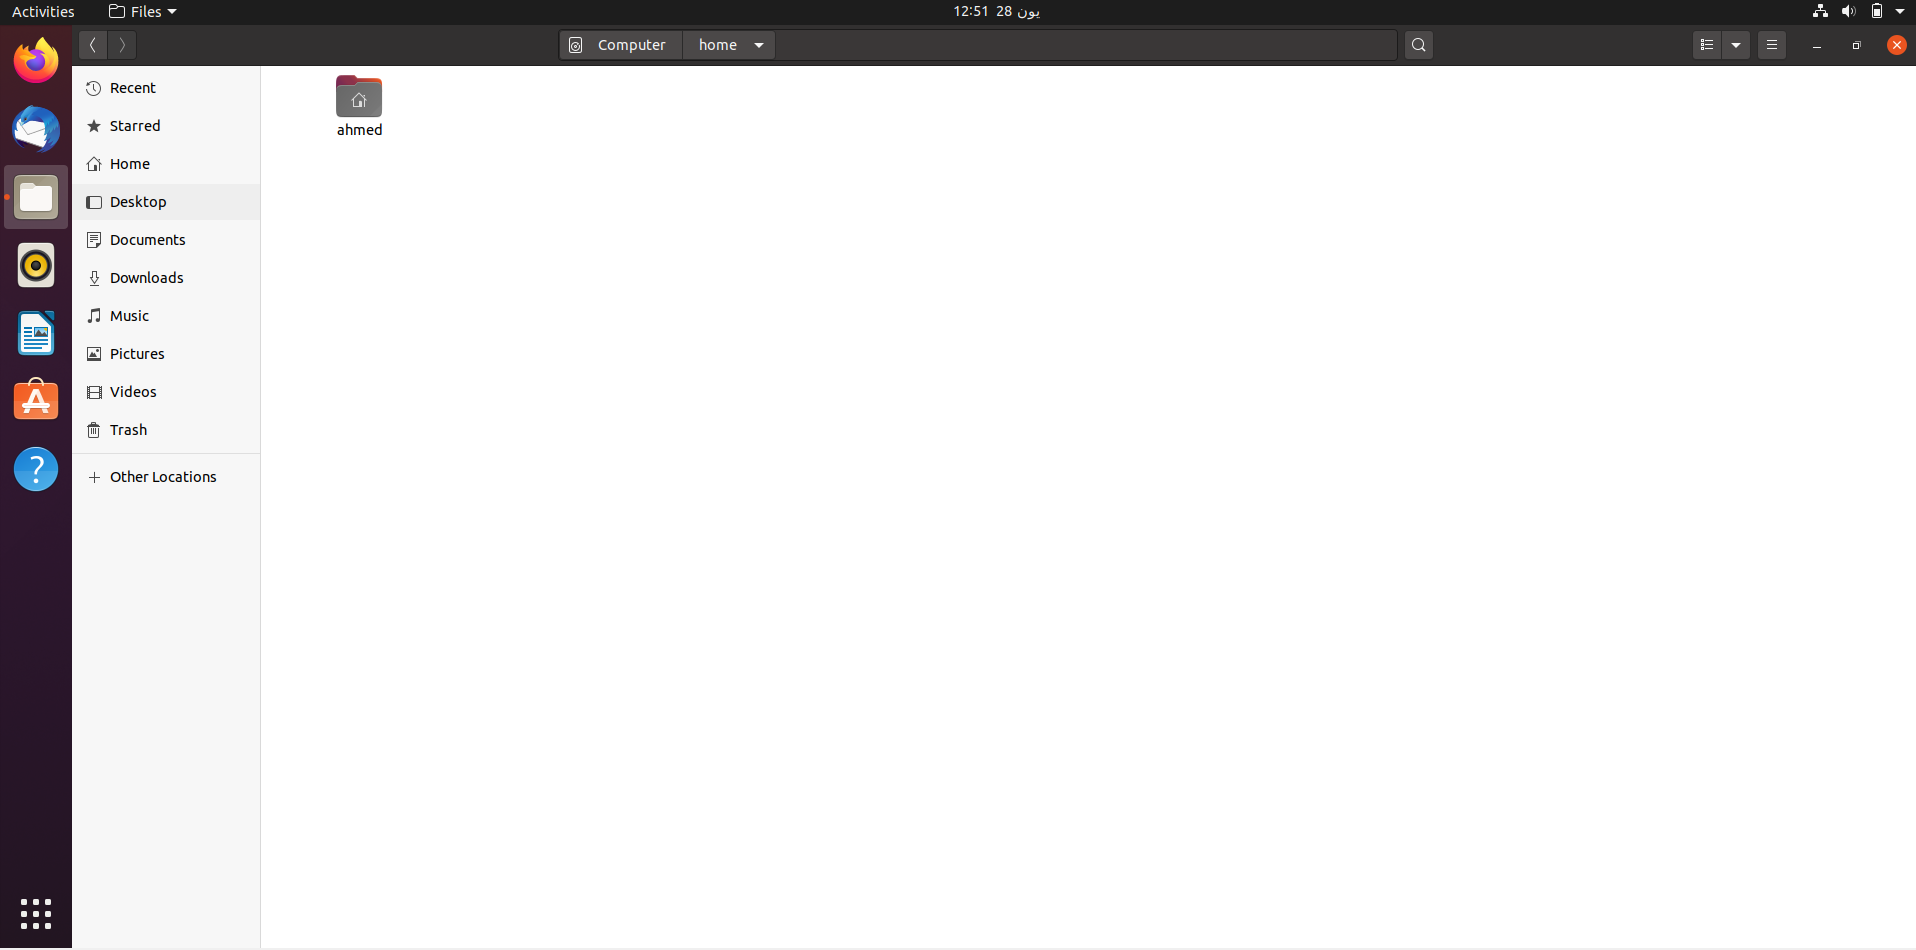 Activities
Files
12:51 28 يون
Computer
home
Recent
Starred
Home
Desktop
Documents
Downloads
Music
Pictures
Videos
Trash
Other Locations
ahmed